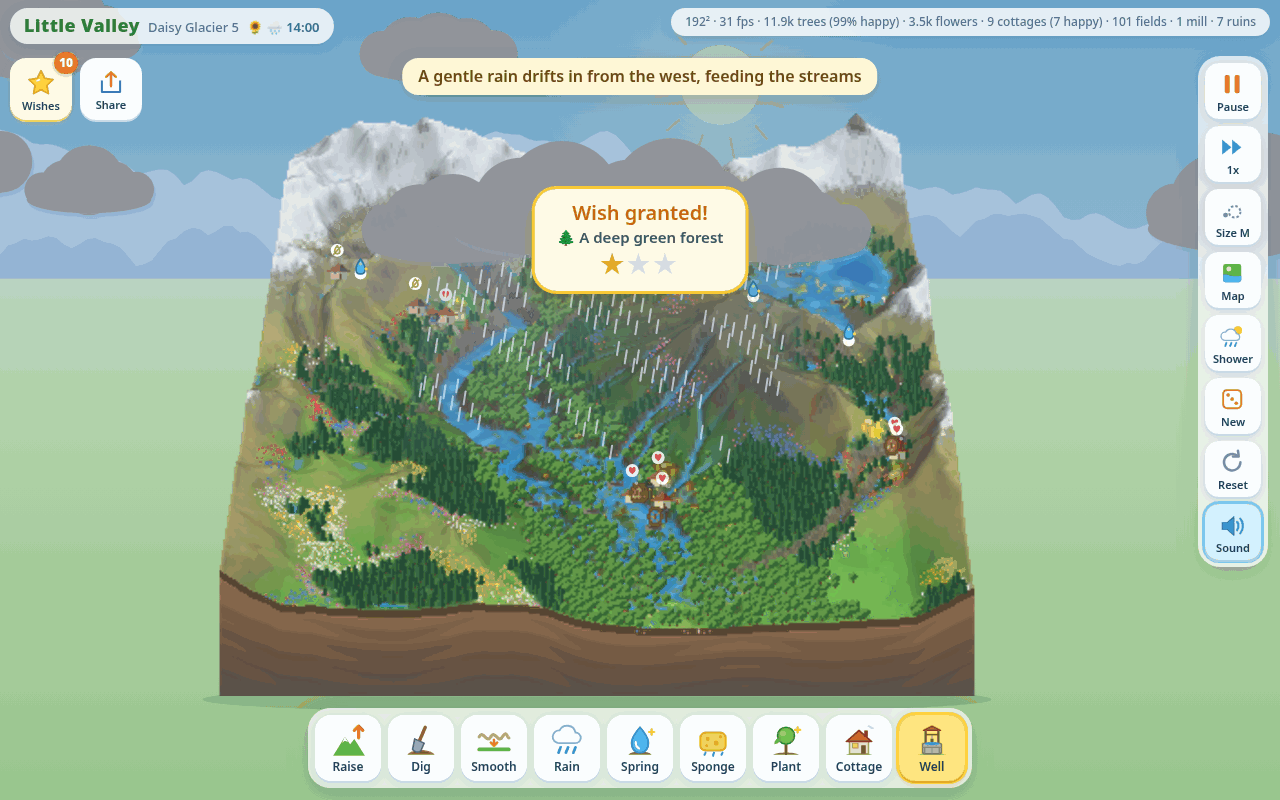 Little Valley Daisy Glacier 5 14:00
192² · 31 fps · 11.9k trees (99% happy) · 3.5k flowers · 9 cottages (7 happy) · 101 fields · 1 mill · 7 ruins
10
Wishes
Share
A gentle rain drifts in from the west, feeding the streams
Wish granted!
A deep green forest
Pause
1x
Size M
Map
Shower
New
Reset
Sound
Raise
Dig
Smooth
Rain
Spring
Sponge
Plant
Cottage
Well